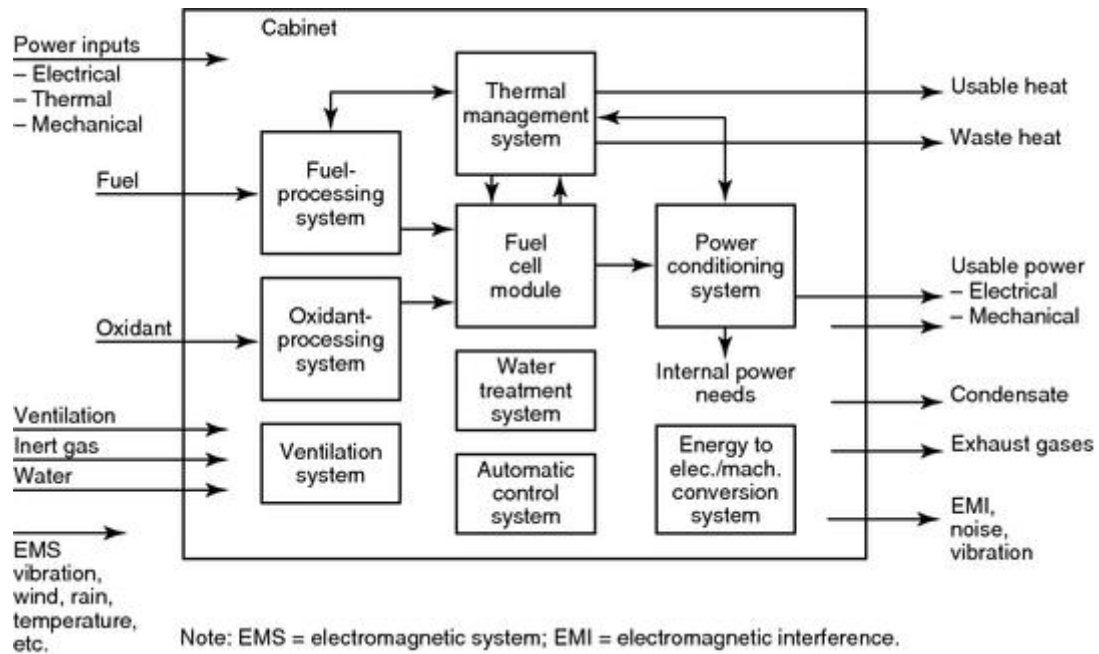 Cabinet
Power inputs
– Electrical
– Thermal
– Mechanical
Fuel
Oxidant
Ventilation
Inert gas
Water
EMS
vibration,
wind, rain,
temperature,
etc.
Fuel-
processing
system
Oxidant-
processing
system
Ventilation
system
Thermal
management
system
Fuel
cell
module
Water
treatment
system
Automatic
control
system
Power
conditioning
system
Internal power
needs
Energy to
elec./mach.
conversion
system
Usable heat
Waste heat
Usable power
– Electrical
– Mechanical
Condensate
Exhaust gases
EMI,
noise,
vibration
Note: EMS = electromagnetic system; EMI = electromagnetic interference.